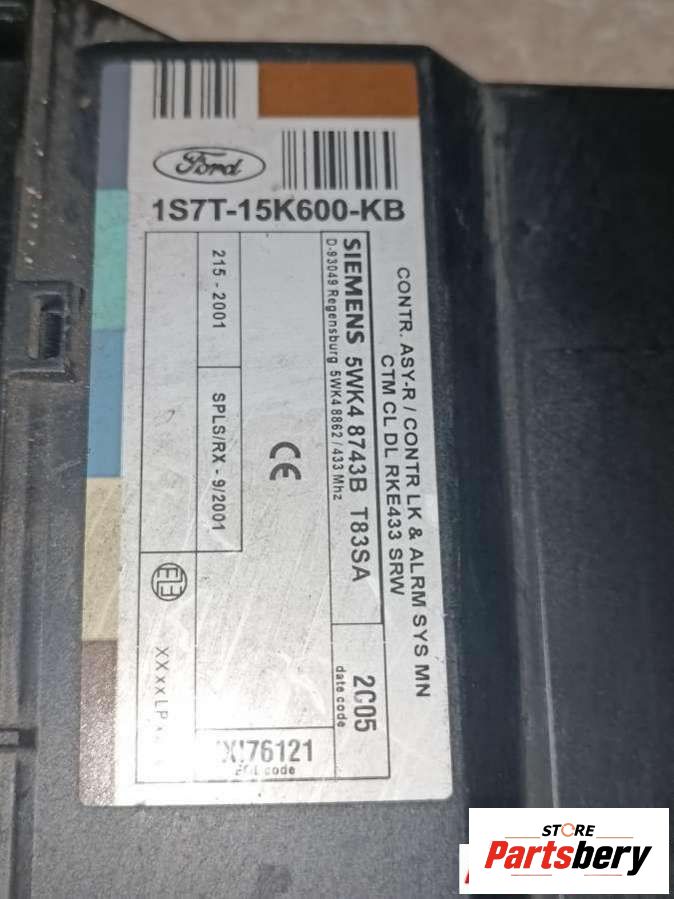 Ford
1S7T-15K600-KB
CONTR. ASY-R / CONTR LK & ALRM SYS MN
CTM CL DL RKE433 SRW
SIEMENS 5WK4 8743B T83SA
D-93049 Regensburg 5WK4 8862 / 433 Mhz
2C05
date code
CE
215 - 2001
SPLS/RX - 9/2001
76121
code
E13
STORE
Partsbery